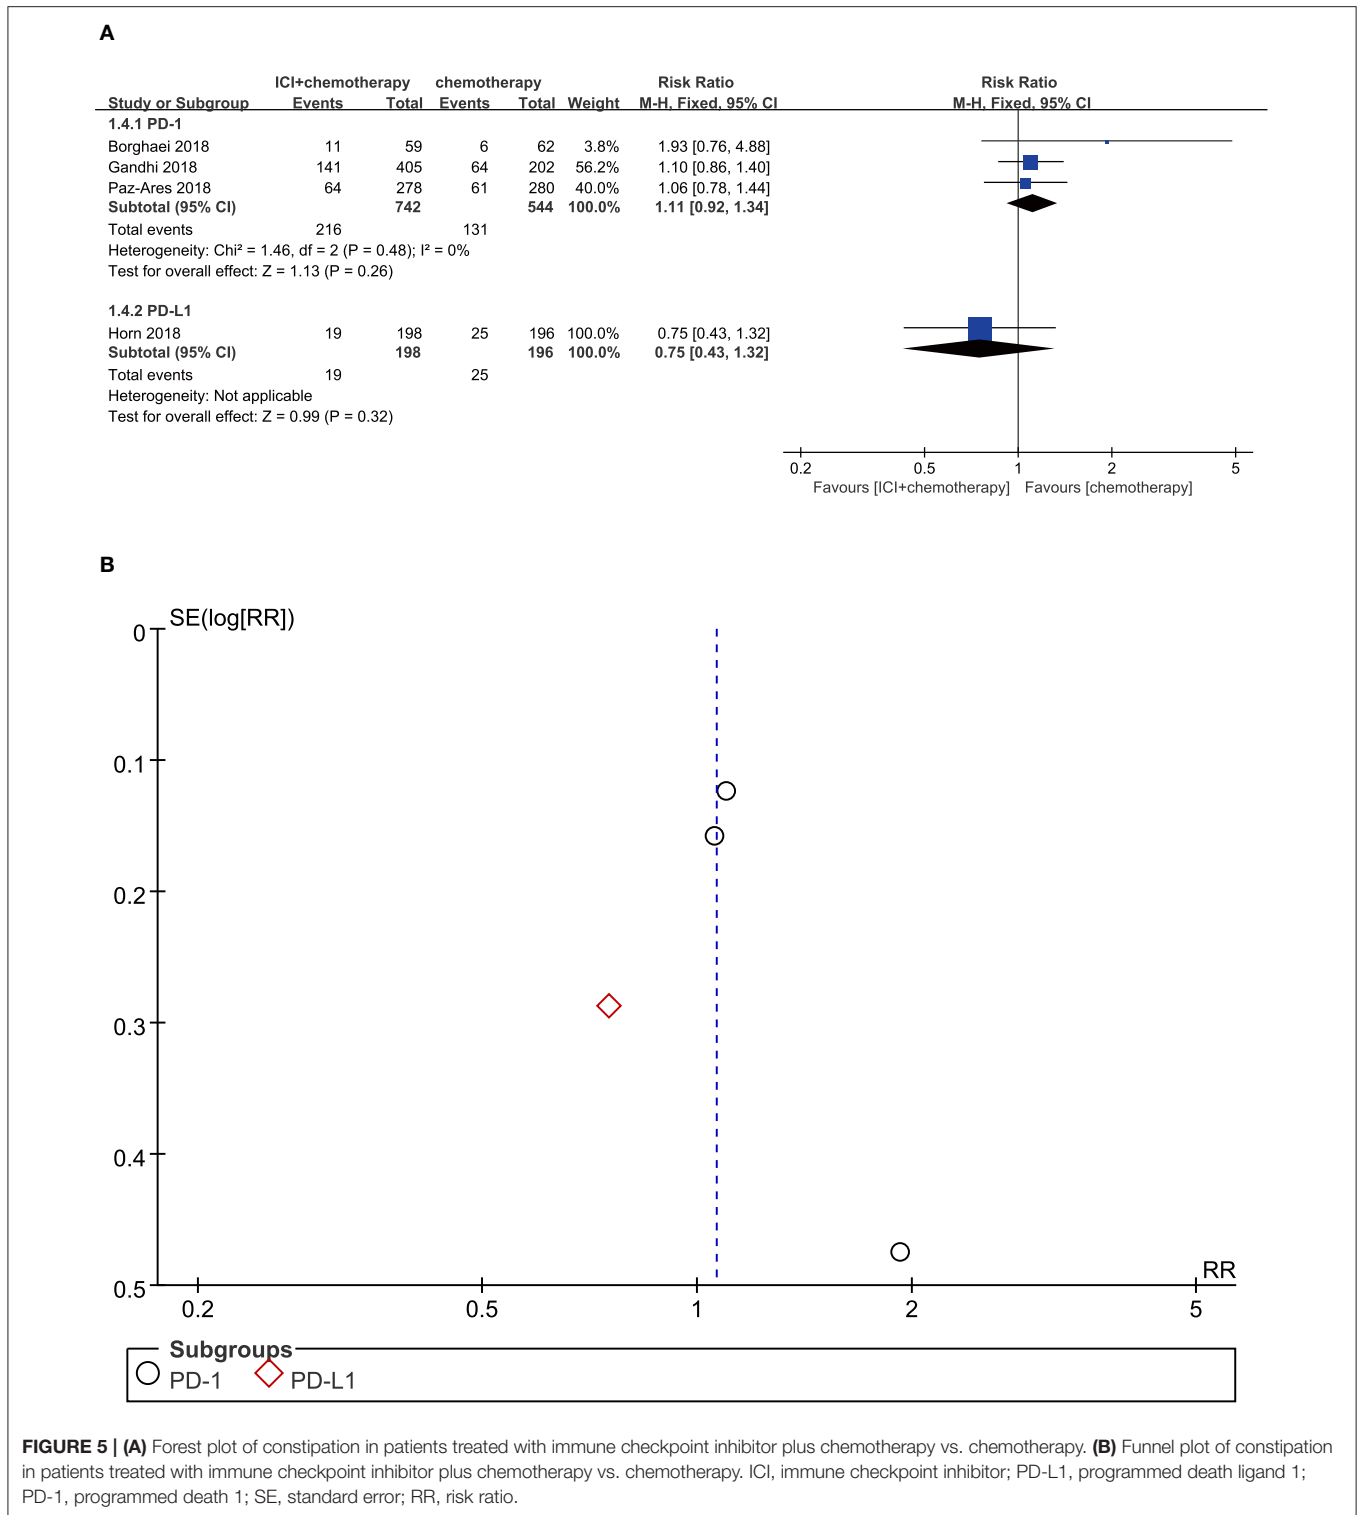 A
ICI+chemotherapy chemotherapy Risk Ratio Risk Ratio
Study or Subgroup Events Total Events Total Weight M-H, Fixed, 95% CI M-H, Fixed, 95% CI
1.4.1 PD-1
Borghaei 2018 11 59 6 62 3.8% 1.93 [0.76, 4.88]
Gandhi 2018 141 405 64 202 56.2% 1.10 [0.86, 1.40]
Paz-Ares 2018 64 278 61 280 40.0% 1.06 [0.78, 1.44]
Subtotal (95% CI) 742 544 100.0% 1.11 [0.92, 1.34]
Total events 216 131
Heterogeneity: Chi² = 1.46, df = 2 (P = 0.48); I² = 0%
Test for overall effect: Z = 1.13 (P = 0.26)
1.4.2 PD-L1
Horn 2018 19 198 25 196 100.0% 0.75 [0.43, 1.32]
Subtotal (95% CI) 198 196 100.0% 0.75 [0.43, 1.32]
Total events 19 25
Heterogeneity: Not applicable
Test for overall effect: Z = 0.99 (P = 0.32)
0.2 0.5 1 2 5
Favours [ICI+chemotherapy] Favours [chemotherapy]
B
SE(log[RR])
0
0.1
0.2
0.3
0.4
0.5
RR
0.2 0.5 1 2 5
Subgroups
PD-1 PD-L1
FIGURE 5 | (A) Forest plot of constipation in patients treated with immune checkpoint inhibitor plus chemotherapy vs. chemotherapy. (B) Funnel plot of constipation
in patients treated with immune checkpoint inhibitor plus chemotherapy vs. chemotherapy. ICI, immune checkpoint inhibitor; PD-L1, programmed death ligand 1;
PD-1, programmed death 1; SE, standard error; RR, risk ratio.